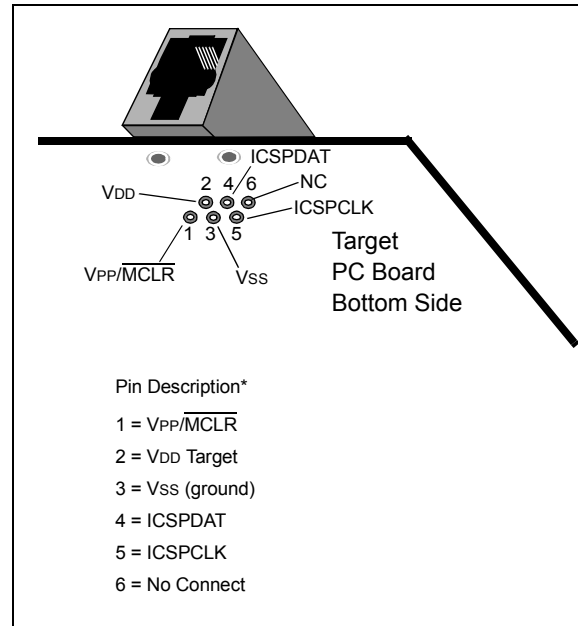 ICSPDAT
VDD 2 4 6 NC
ICSPCLK
1 3 5
VPP/MCLR VSS
Target
PC Board
Bottom Side
Pin Description*
1 = VPP/MCLR
2 = VDD Target
3 = VSS (ground)
4 = ICSPDAT
5 = ICSPCLK
6 = No Connect